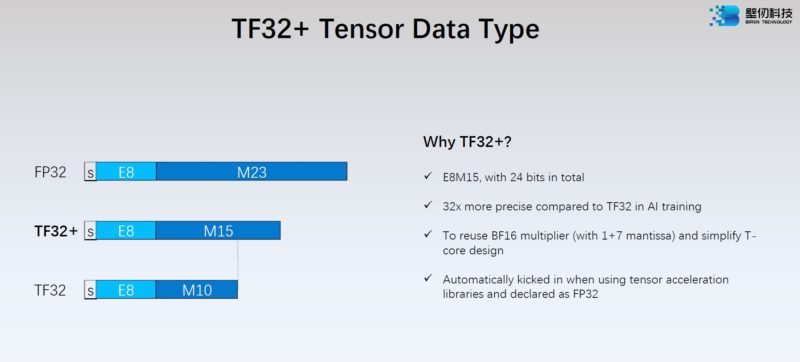 壁仞科技
BIREN TECHNOLOGY
TF32+ Tensor Data Type
FP32
S
E8
M23
TF32+
S
E8
M15
TF32
S
E8
M10
Why TF32+?
✓ E8M15, with 24 bits in total
✓ 32x more precise compared to TF32 in AI training
✓ To reuse BF16 multiplier (with 1+7 mantissa) and simplify T-
core design
✓ Automatically kicked in when using tensor acceleration
libraries and declared as FP32